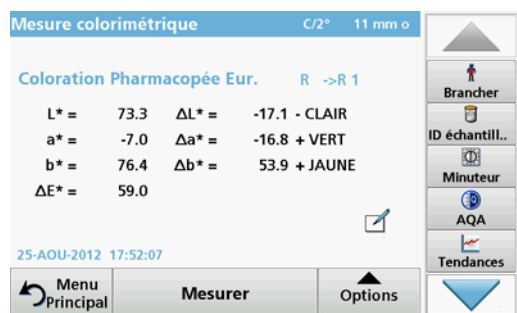 Mesure colorimétrique C/2° 11 mm o
Coloration Pharmacopée Eur. R ->R 1
L* = 73.3 ΔL* = -17.1 - CLAIR
a* = -7.0 Δa* = -16.8 + VERT
b* = 76.4 Δb* = 53.9 + JAUNE
ΔE* = 59.0
25-AOU-2012 17:52:07
Menu
Principal
Mesurer
Options
Brancher
ID échantill..
Minuteur
AQA
Tendances